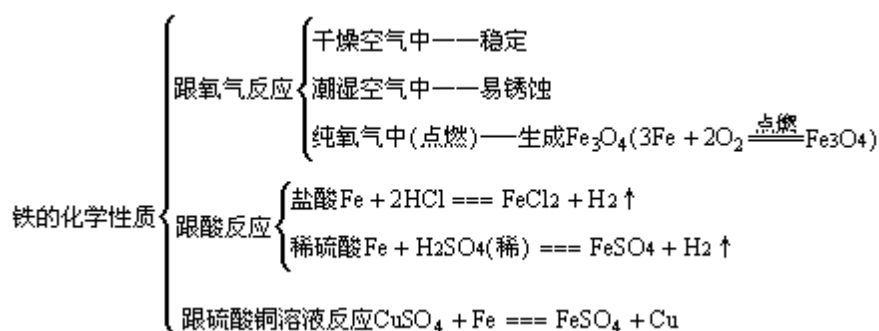 干燥空气中——稳定
跟氧气反应
潮湿空气中——易锈蚀
纯氧气中(点燃)——生成Fe₃O₄(3Fe + 2O₂ ==点燃== Fe3O4)
盐酸Fe + 2HCl === FeCl2 + H2↑
铁的化学性质
跟酸反应
稀硫酸Fe + H2SO4(稀) === FeSO4 + H2↑
跟硫酸铜溶液反应CuSO₄ + Fe === FeSO₄ + Cu